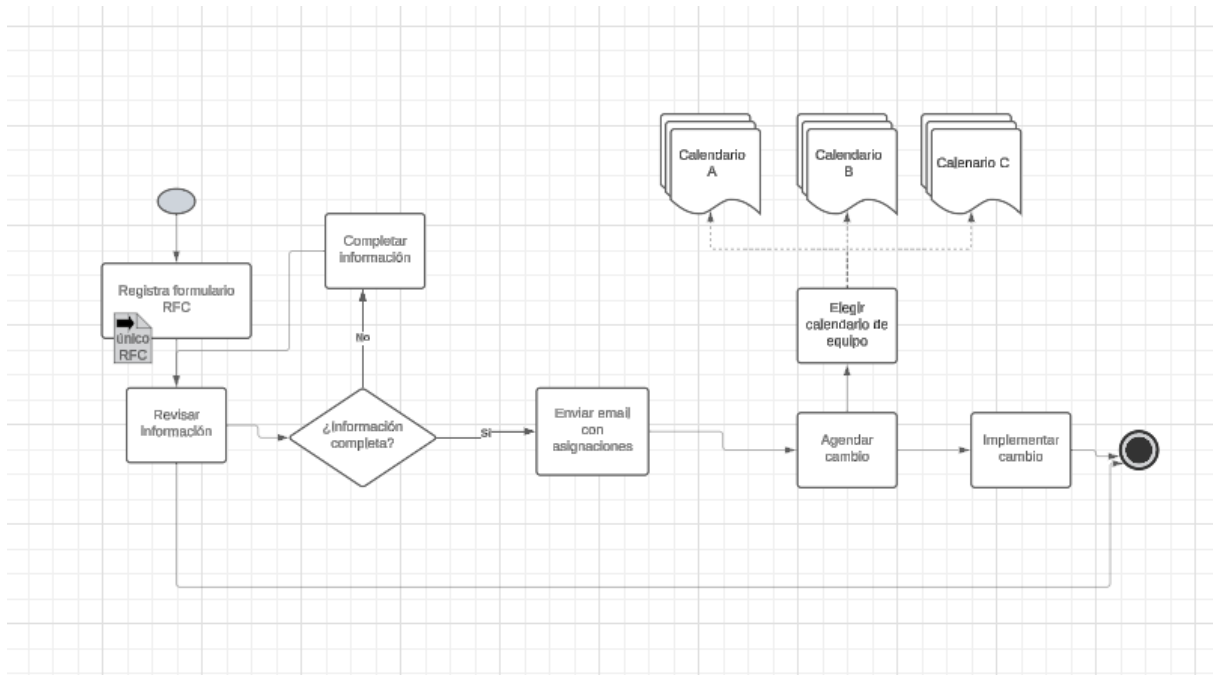 Calendario
A
Calendario
B
Calenario C
Completar
información
Registra formulario
RFC
único
RFC
No
Elegir
calendario de
equipo
Revisar
información
¿Información
completa?
Si
Enviar email
con
asignaciones
Agendar
cambio
Implementar
cambio